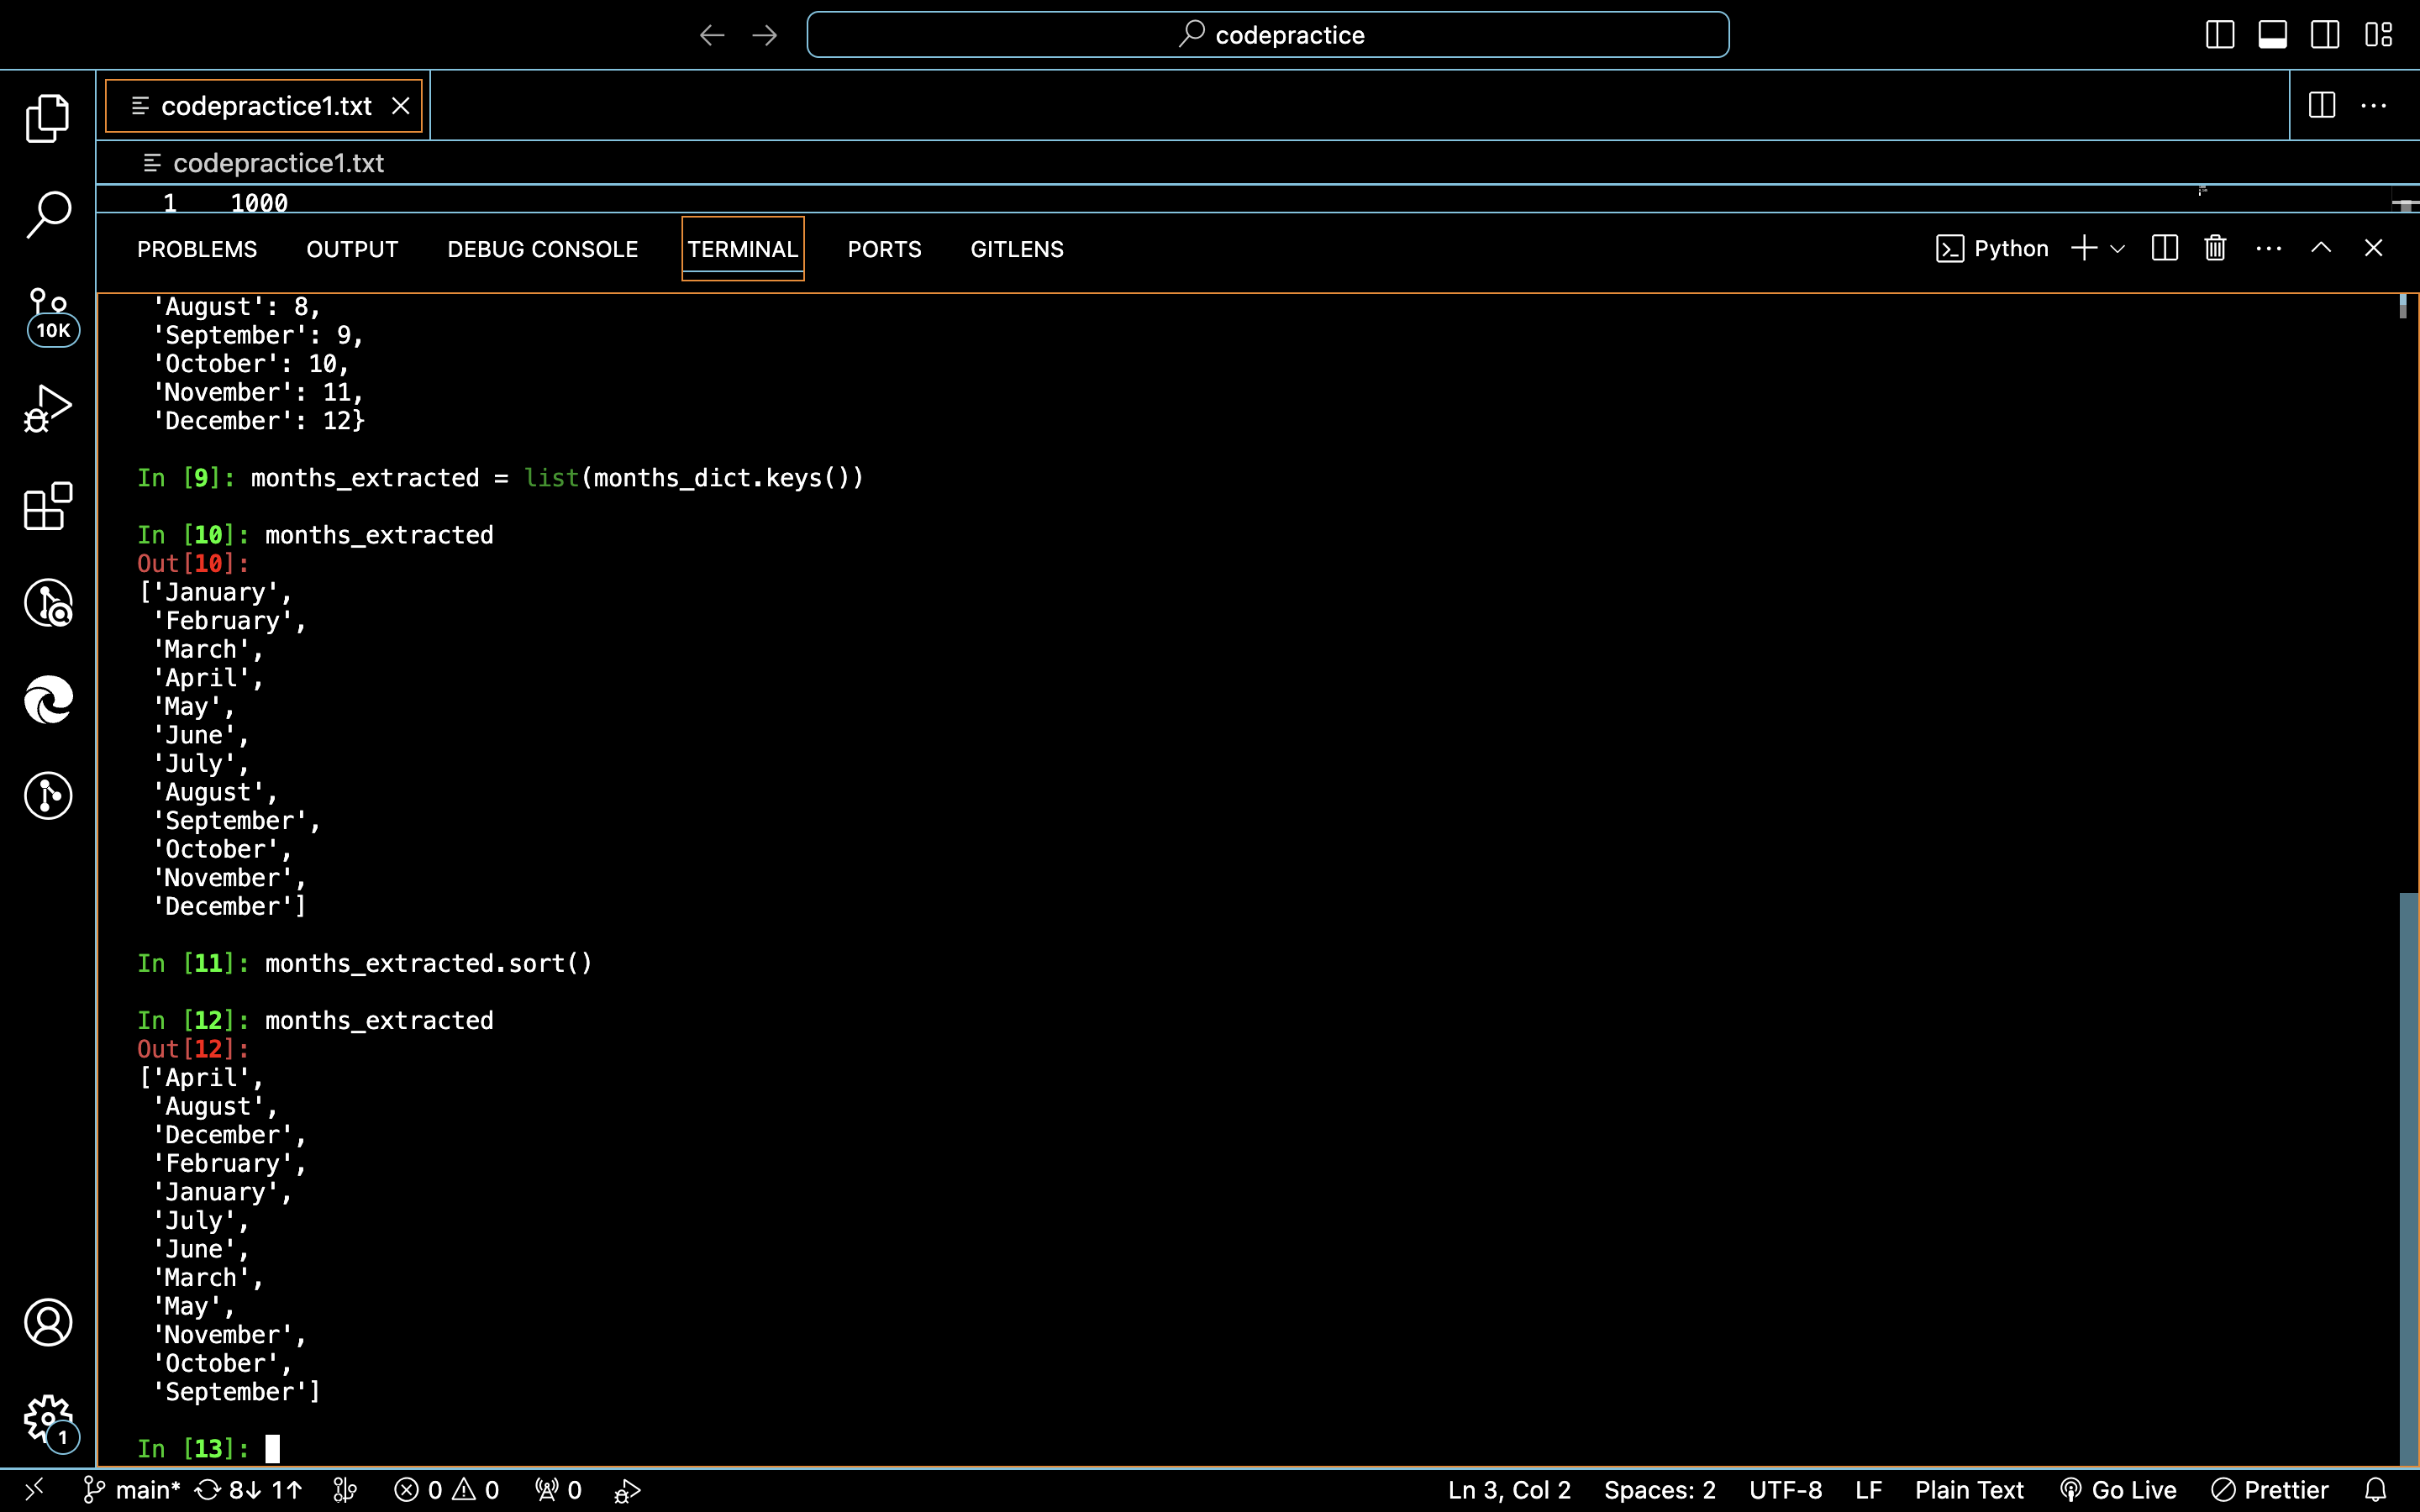 codepractice
codepractice1.txt
codepractice1.txt
1 1000
PROBLEMS OUTPUT DEBUG CONSOLE TERMINAL PORTS GITLENS Python
'August': 8,
'September': 9,
'October': 10,
'November': 11,
'December': 12}
In [9]: months_extracted = list(months_dict.keys())
In [10]: months_extracted
Out[10]:
['January',
'February',
'March',
'April',
'May',
'June',
'July',
'August',
'September',
'October',
'November',
'December']
In [11]: months_extracted.sort()
In [12]: months_extracted
Out[12]:
['April',
'August',
'December',
'February',
'January',
'July',
'June',
'March',
'May',
'November',
'October',
'September']
In [13]:
10K
1
main* 8↓ 1↑ 0 0 0 Ln 3, Col 2 Spaces: 2 UTF-8 LF Plain Text Go Live Prettier